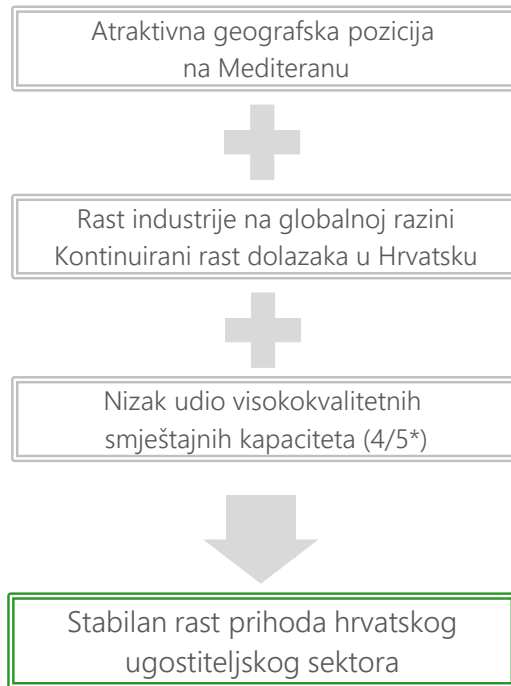 Atraktivna geografska pozicija
na Mediteranu
Rast industrije na globalnoj razini
Kontinuirani rast dolazaka u Hrvatsku
Nizak udio visokokvalitetnih
smještajnih kapaciteta (4/5*)
Stabilan rast prihoda hrvatskog
ugostiteljskog sektora